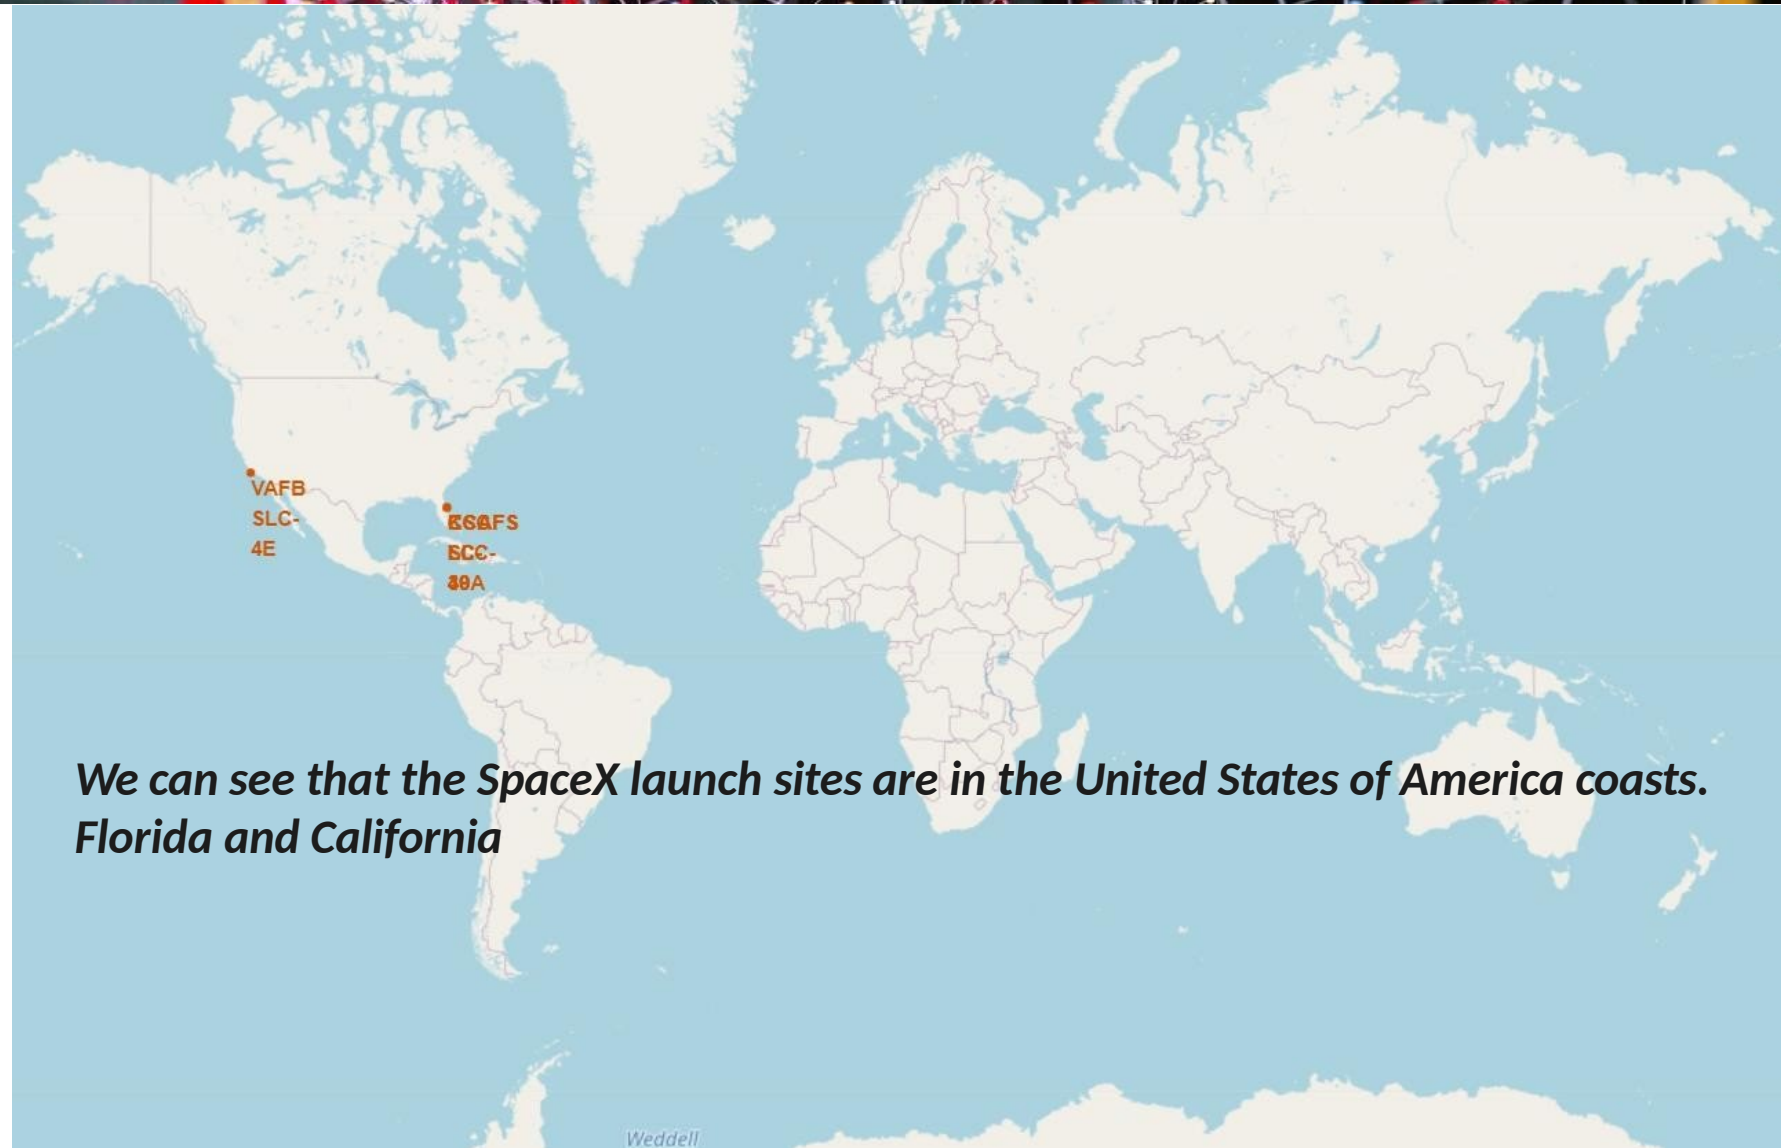 VAFB
SLC-
4E
We can see that the SpaceX launch sites are in the United States of America coasts.
Florida and California
Weddell